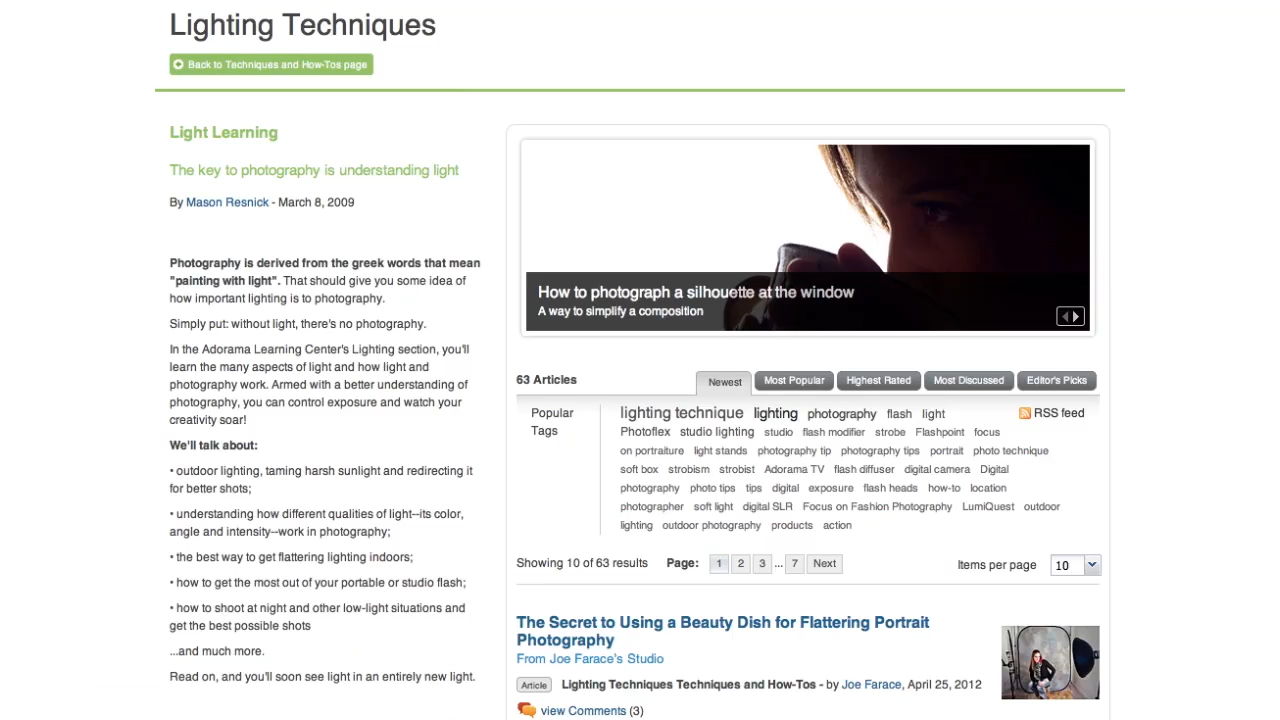 Lighting Techniques
Back to Techniques and How-Tos page
Light Learning
The key to photography is understanding light
By Mason Resnick - March 8, 2009
Photography is derived from the greek words that mean
"painting with light". That should give you some idea of
how important lighting is to photography.
Simply put: without light, there's no photography.
In the Adorama Learning Center's Lighting section, you'll
learn the many aspects of light and how light and
photography work. Armed with a better understanding of
photography, you can control exposure and watch your
creativity soar!
We'll talk about:
• outdoor lighting, taming harsh sunlight and redirecting it
for better shots;
• understanding how different qualities of light--its color,
angle and intensity--work in photography;
• the best way to get flattering lighting indoors;
• how to get the most out of your portable or studio flash;
• how to shoot at night and other low-light situations and
get the best possible shots
...and much more.
Read on, and you'll soon see light in an entirely new light.
How to photograph a silhouette at the window
A way to simplify a composition
63 Articles
Newest Most Popular Highest Rated Most Discussed Editor's Picks
Popular
Tags
lighting technique lighting photography flash light
RSS feed
Photoflex studio lighting studio flash modifier strobe Flashpoint focus
on portraiture light stands photography tip photography tips portrait photo technique
soft box strobism strobist Adorama TV flash diffuser digital camera Digital
photography photo tips tips digital exposure flash heads how-to location
photographer soft light digital SLR Focus on Fashion Photography LumiQuest outdoor
lighting outdoor photography products action
Showing 10 of 63 results Page: 1 2 3 ... 7 Next
Items per page 10
The Secret to Using a Beauty Dish for Flattering Portrait
Photography
From Joe Farace's Studio
Article Lighting Techniques Techniques and How-Tos - by Joe Farace, April 25, 2012
view Comments (3)